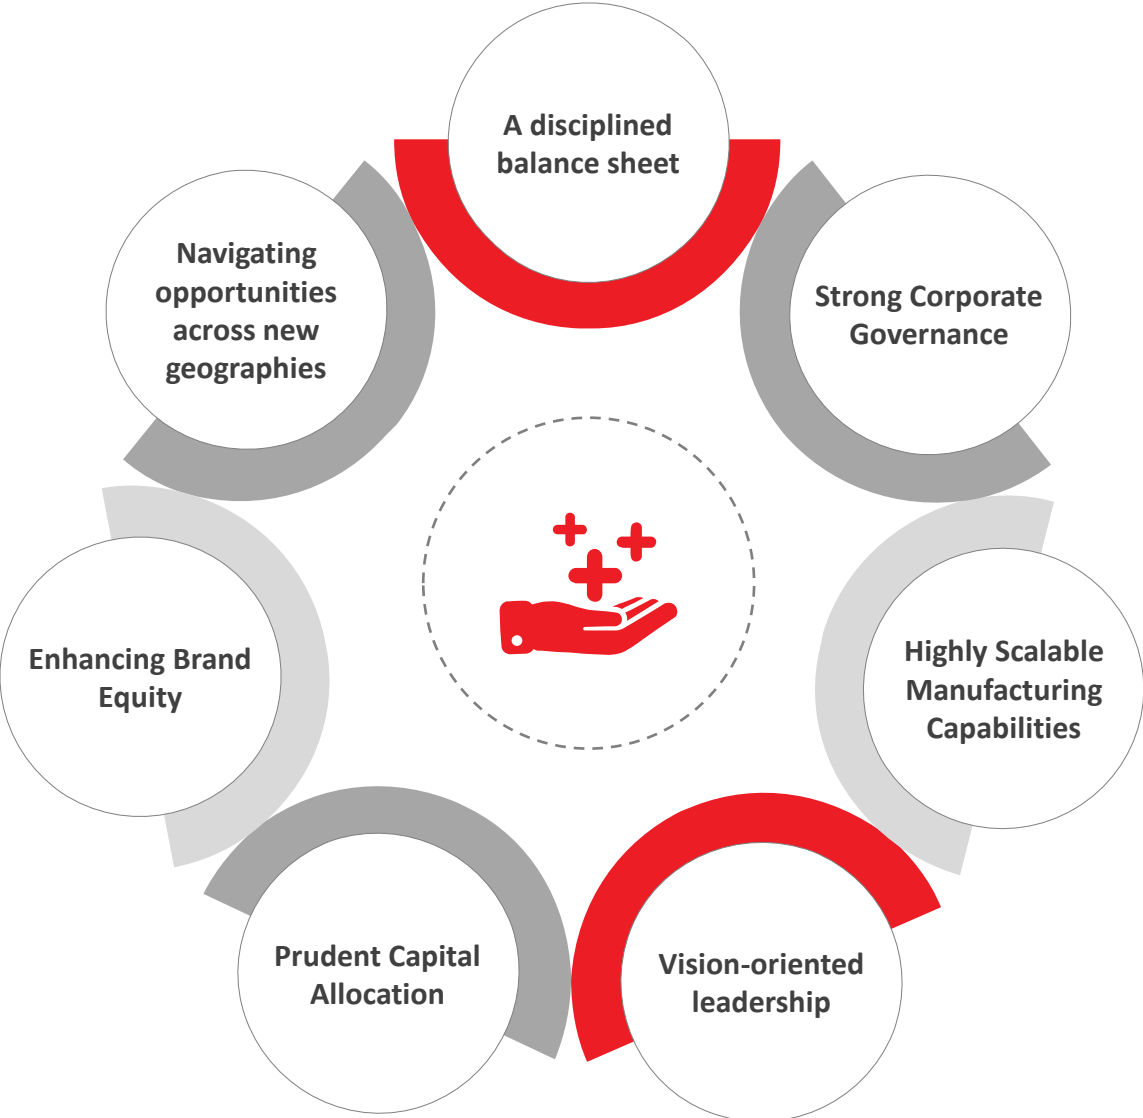 A disciplined
balance sheet
Strong Corporate
Governance
Highly Scalable
Manufacturing
Capabilities
Vision-oriented
leadership
Prudent Capital
Allocation
Enhancing Brand
Equity
Navigating
opportunities
across new
geographies